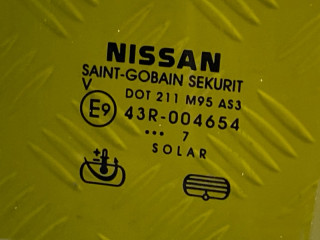 NISSAN
SAINT-GOBAIN SEKURIT
V
DOT 211 M95 AS3
E9 43R-004654
••• 7
SOLAR